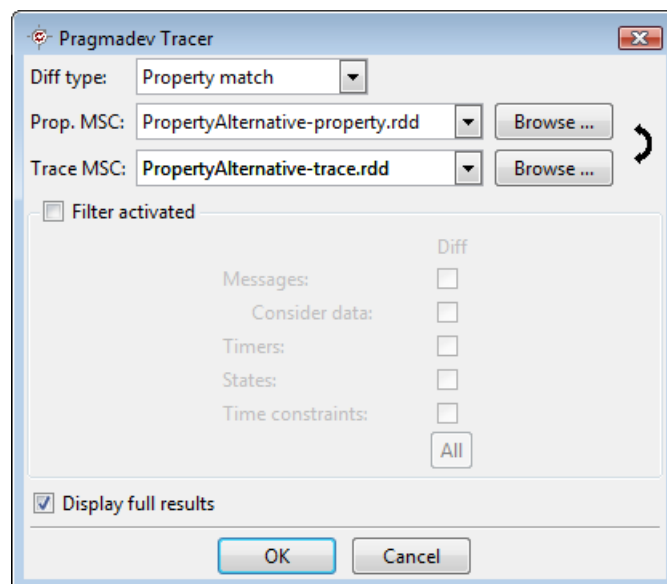 Pragmadev Tracer
Diff type: Property match
Prop. MSC: PropertyAlternative-property.rdd Browse ...
Trace MSC: PropertyAlternative-trace.rdd Browse ...
Filter activated
Diff
Messages:
Consider data:
Timers:
States:
Time constraints:
All
Display full results
OK Cancel